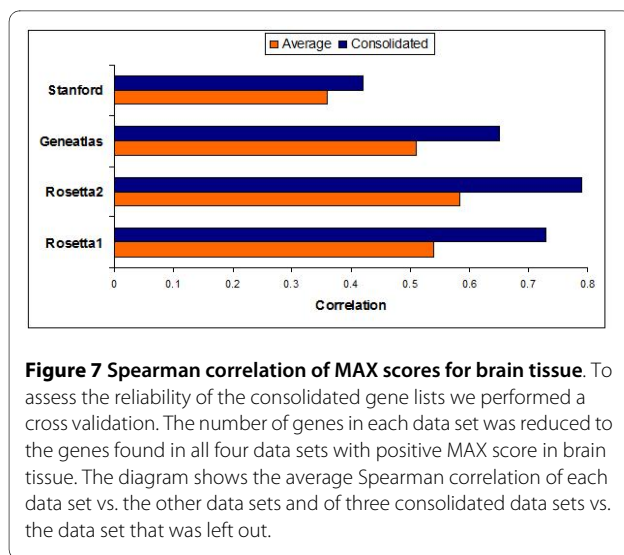 Average Consolidated
Stanford
Geneatlas
Rosetta2
Rosetta1
0 0.1 0.2 0.3 0.4 0.5 0.6 0.7 0.8
Correlation
Figure 7 Spearman correlation of MAX scores for brain tissue. To
assess the reliability of the consolidated gene lists we performed a
cross validation. The number of genes in each data set was reduced to
the genes found in all four data sets with positive MAX score in brain
tissue. The diagram shows the average Spearman correlation of each
data set vs. the other data sets and of three consolidated data sets vs.
the data set that was left out.